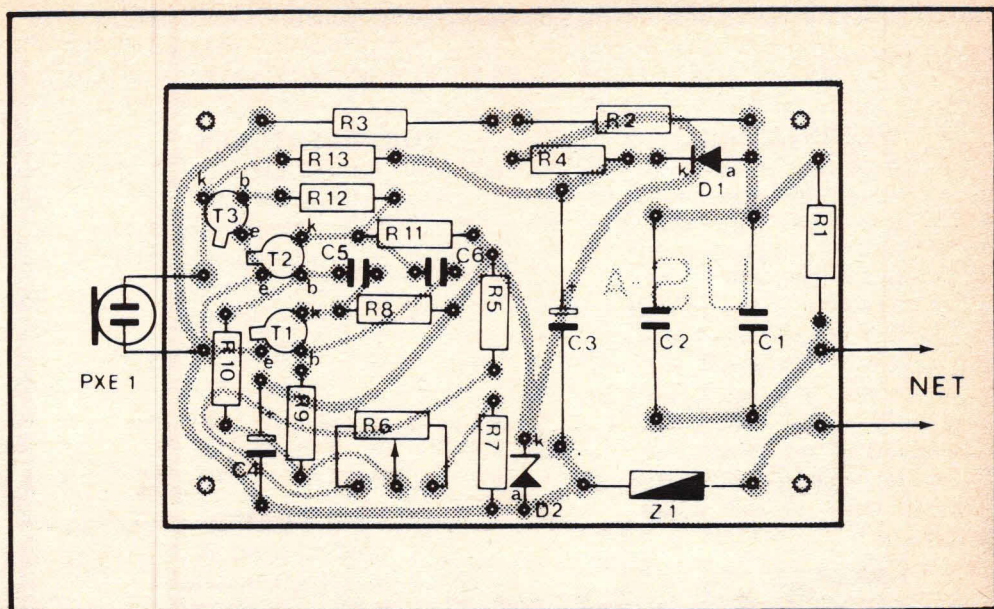 R3
R2
R13
R4
k
a
D1
k
b
R12
T3
e
k
R11
R1
T2
C5
C6
e
b
R5
k
R8
C3
C2
C1
T1
PXE 1
R10
e
b
NET
R9
R6
R7
C4
k
a
D2
Z1